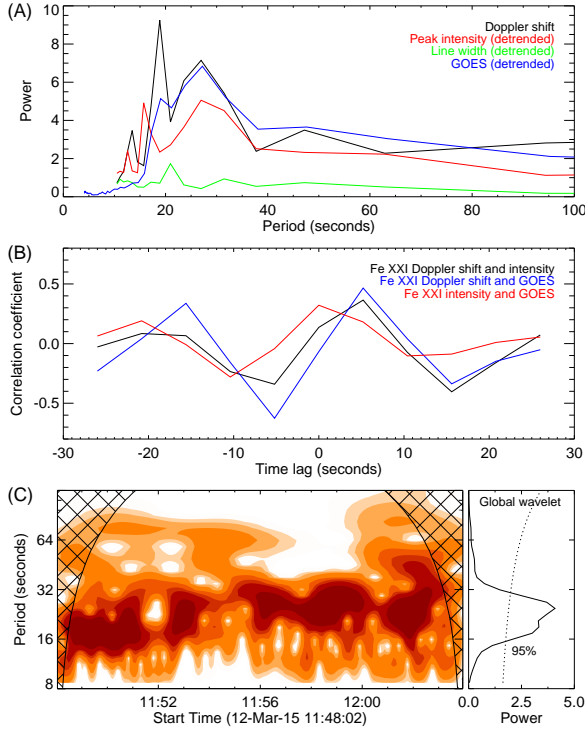 (A)
10
8
6
4
2
0
Power
Doppler shift
Peak intensity (detrended)
Line width (detrended)
GOES (detrended)
0 20 40 60 80 100
Period (seconds)
(B)
0.5
0.0
-0.5
Correlation coefficient
Fe XXI Doppler shift and intensity
Fe XXI Doppler shift and GOES
Fe XXI intensity and GOES
-30 -20 -10 0 10 20 30
Time lag (seconds)
(C)
64
32
16
8
Period (seconds)
Global wavelet
95%
11:52 11:56 12:00
Start Time (12-Mar-15 11:48:02)
0.0 2.5 5.0
Power